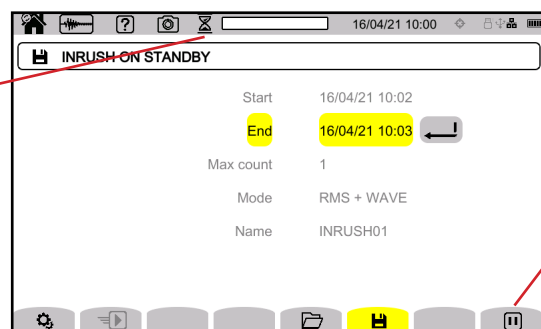 16/04/21 10:00
INRUSH ON STANDBY
Start 16/04/21 10:02
End 16/04/21 10:03
Max count 1
Mode RMS + WAVE
Name INRUSH01